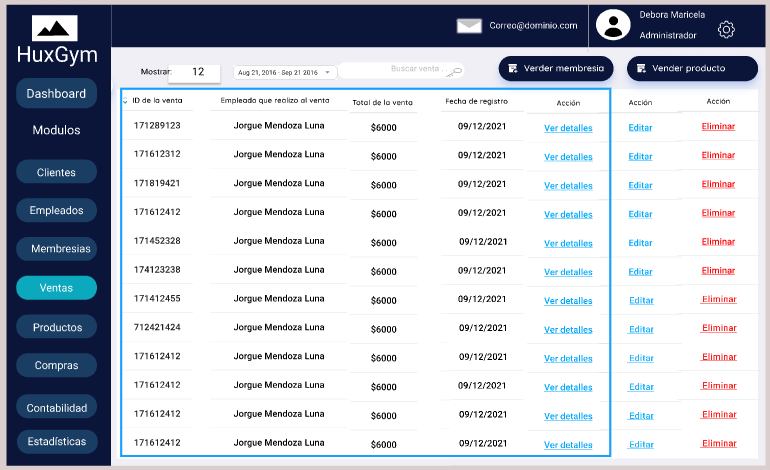 HuxGym
Correo@dominio.com
Debora Maricela
Administrador
Dashboard
Modulos
Clientes
Empleados
Membresias
Ventas
Productos
Compras
Contabilidad
Estadísticas
Mostrar: 12
Aug 21, 2016 - Sep 21 2016
Buscar venta .
Verder membresia
Vender producto
ID de la venta Empleado que realizo al venta Total de la venta Fecha de registro Acción Acción Acción
171289123 Jorgue Mendoza Luna $6000 09/12/2021 Ver detalles Editar Eliminar
171612312 Jorgue Mendoza Luna $6000 09/12/2021 Ver detalles Editar Eliminar
171819421 Jorgue Mendoza Luna $6000 09/12/2021 Ver detalles Editar Eliminar
171612412 Jorgue Mendoza Luna $6000 09/12/2021 Ver detalles Editar Eliminar
171452328 Jorgue Mendoza Luna $6000 09/12/2021 Ver detalles Editar Eliminar
174123238 Jorgue Mendoza Luna $6000 09/12/2021 Ver detalles Editar Eliminar
171412455 Jorgue Mendoza Luna $6000 09/12/2021 Ver detalles Editar Eliminar
712421424 Jorgue Mendoza Luna $6000 09/12/2021 Ver detalles Editar Eliminar
171612412 Jorgue Mendoza Luna $6000 09/12/2021 Ver detalles Editar Eliminar
171612412 Jorgue Mendoza Luna $6000 09/12/2021 Ver detalles Editar Eliminar
171612412 Jorgue Mendoza Luna $6000 09/12/2021 Ver detalles Editar Eliminar
171612412 Jorgue Mendoza Luna $6000 09/12/2021 Ver detalles Editar Eliminar